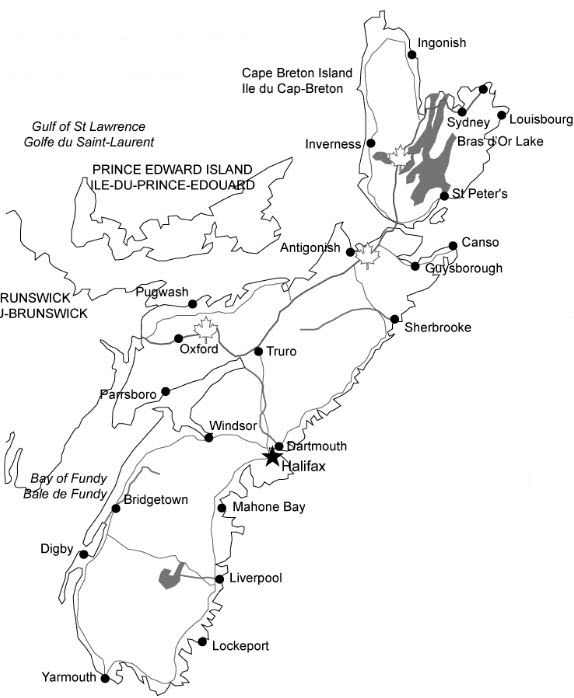 Ingonish
Cape Breton Island
Ile du Cap-Breton
Sydney
Louisbourg
Gulf of St Lawrence
Golfe du Saint-Laurent
Inverness
Bras d'Or Lake
PRINCE EDWARD ISLAND
ILE-DU-PRINCE-EDOUARD
St Peter's
Antigonish
Canso
Guysborough
Pugwash
RUNSWICK
U-BRUNSWICK
Sherbrooke
Oxford
Truro
Parrsboro
Windsor
Dartmouth
Halifax
Bay of Fundy
Baie de Fundy
Bridgetown
Mahone Bay
Digby
Liverpool
Lockeport
Yarmouth